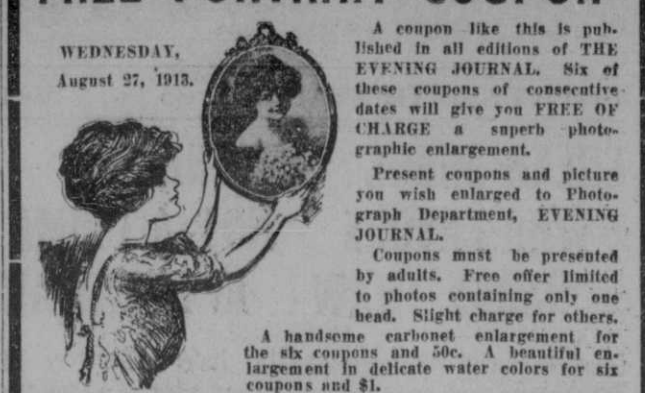 FREE PORTRAIT COUPON
WEDNESDAY,
August 27, 1913.
A coupon like this is pub-
lished in all editions of THE
EVENING JOURNAL. Six of
these coupons of consecutive
dates will give you FREE OF
CHARGE a superb photo-
graphic enlargement.
Present coupons and picture
you wish enlarged to Photo-
graph Department, EVENING
JOURNAL.
Coupons must be presented
by adults. Free offer limited
to photos containing only one
head. Slight charge for others.
A handsome carbonet enlargement for
the six coupons and 50c. A beautiful en-
largement in delicate water colors for six
coupons and $1.